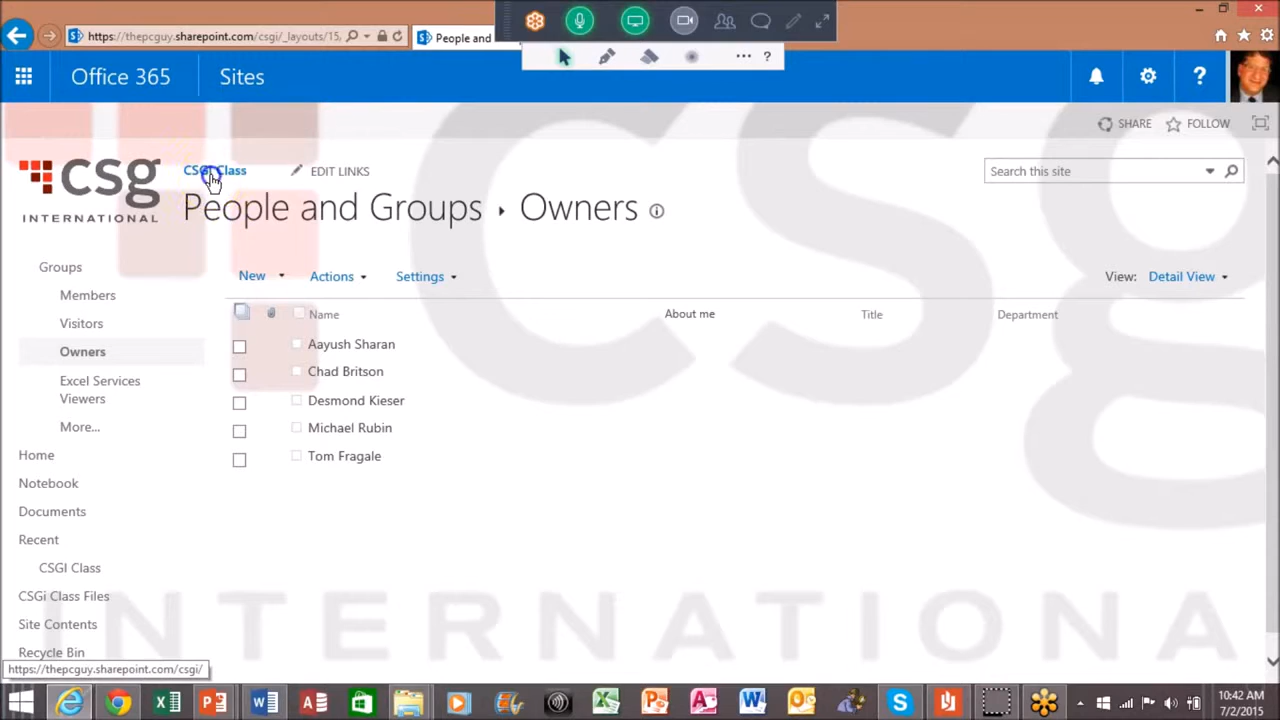 https://thepcguy.sharepoint.com/csgi/_layouts/15,
People and
?
Office 365
Sites
?
SHARE
FOLLOW
csg
INTERNATIONAL
CSGI Class
EDIT LINKS
Search this site
People and Groups ▸ Owners
Groups
Members
Visitors
Owners
Excel Services
Viewers
More...
Home
Notebook
Documents
Recent
CSGI Class
CSGi Class Files
Site Contents
Recycle Bin
New
Actions
Settings
View: Detail View
Name
About me
Title
Department
Aayush Sharan
Chad Britson
Desmond Kieser
Michael Rubin
Tom Fragale
csg
INTERNATIONA
https://thepcguy.sharepoint.com/csgi/
10:42 AM
7/2/2015